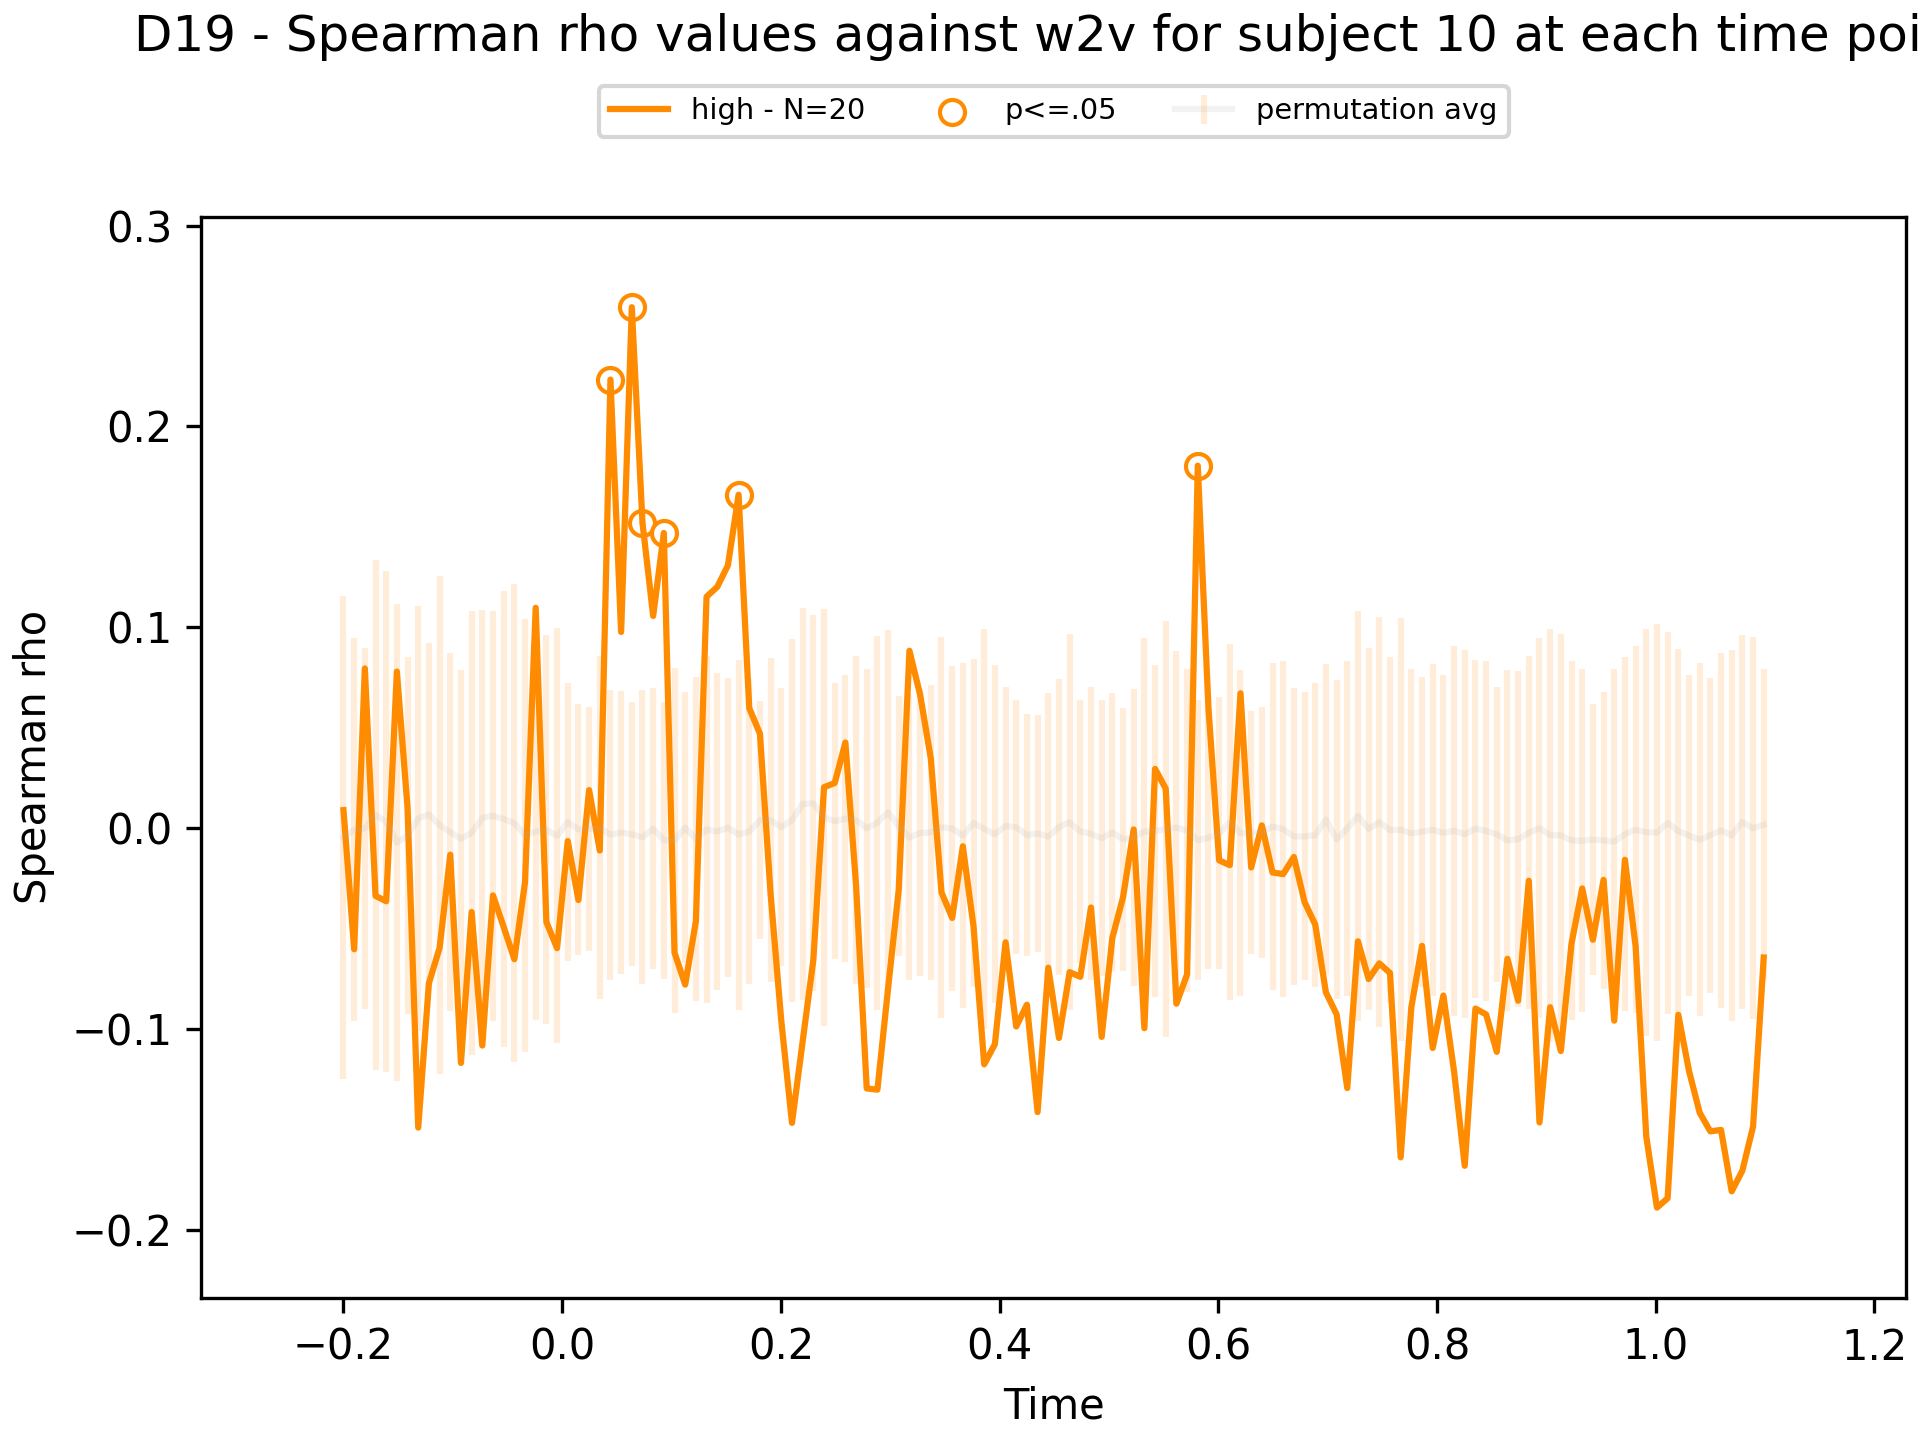 D19 - Spearman rho values against w2v for subject 10 at each time poi
high - N=20
p<=.05
permutation avg
0.3
0.2
0.1
0.0
−0.1
−0.2
Spearman rho
−0.2
0.0
0.2
0.4
0.6
0.8
1.0
1.2
Time